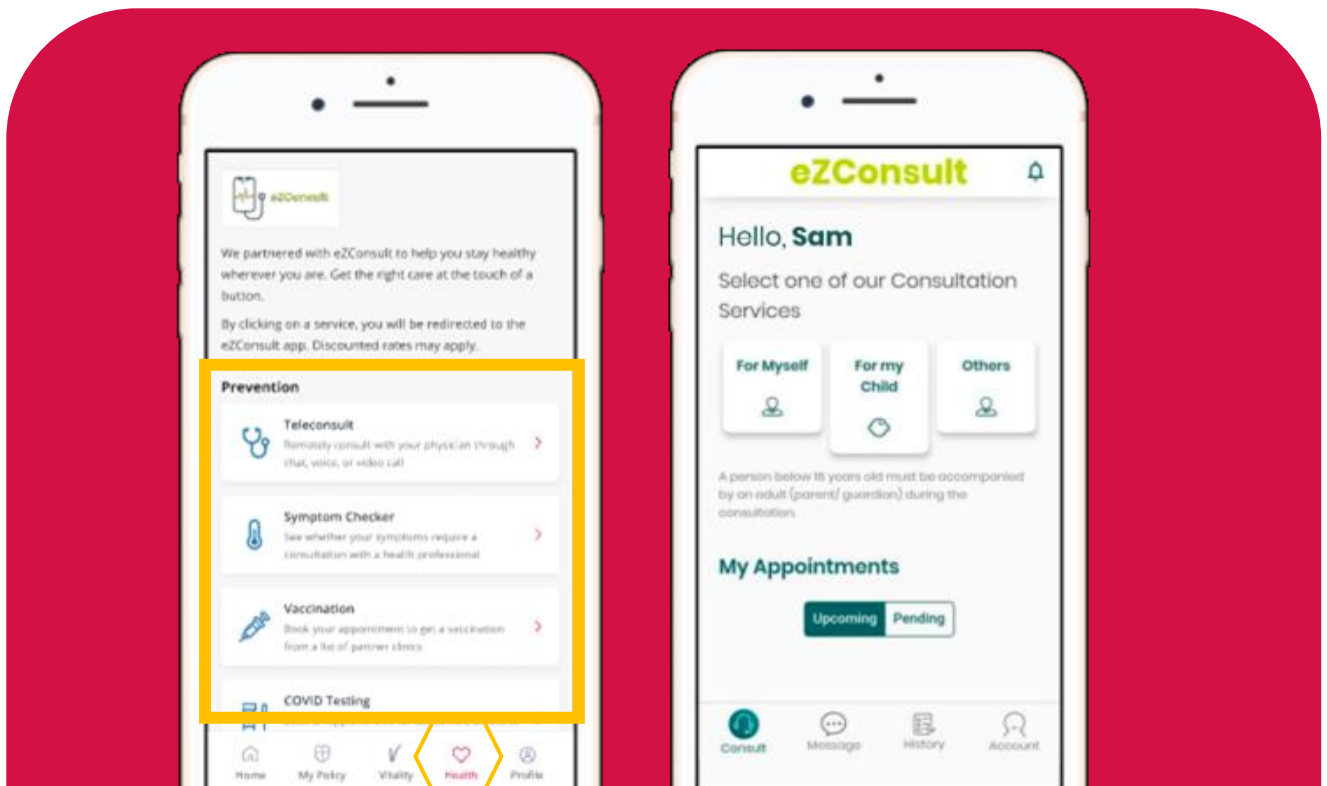 eZConsult
We partnered with eZConsult to help you stay healthy
wherever you are. Get the right care at the touch of a
button.
By clicking on a service, you will be redirected to the
eZConsult app. Discounted rates may apply.
Prevention
Teleconsult
Remotely consult with your physician through
chat, voice, or video call
Symptom Checker
See whether your symptoms require a
consultation with a health professional
Vaccination
Book your appointment to get a vaccination
from a list of partner clinics
COVID Testing
Home
My Policy
Vitality
Health
Profile
eZConsult
Hello, Sam
Select one of our Consultation
Services
For Myself
For my
Child
Others
A person below 18 years old must be accompanied
by an adult (parent/ guardian) during the
consultation.
My Appointments
Upcoming
Pending
Consult
Message
History
Account